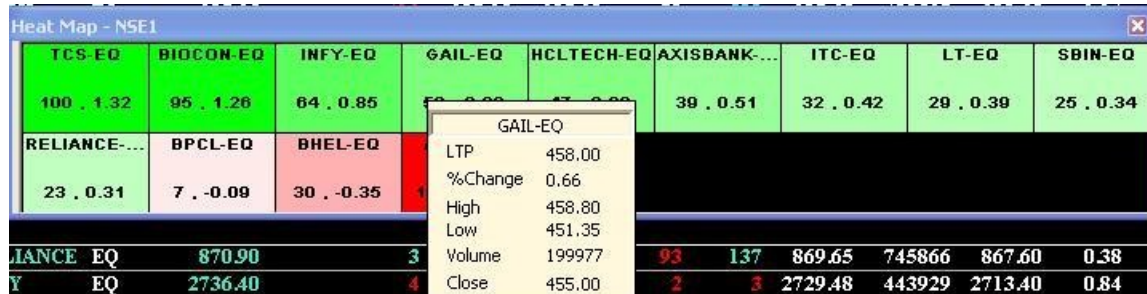 Heat Map - NSE1
TCS-EQ BIOCON-EQ INFY-EQ GAIL-EQ HCLTECH-EQ AXISBANK-... ITC-EQ LT-EQ SBIN-EQ
100 , 1.32 95 , 1.26 64 , 0.85 39 , 0.51 32 , 0.42 29 , 0.39 25 , 0.34
GAIL-EQ
RELIANCE-... BPCL-EQ BHEL-EQ
LTP 458.00
%Change 0.66
23 , 0.31 7 , -0.09 30 , -0.35
High 458.80
Low 451.35
LIANCE EQ 870.90 3 Volume 199977 93 137 869.65 745866 867.60 0.38
Y EQ 2736.40 4 Close 455.00 2 3 2729.48 443929 2713.40 0.84